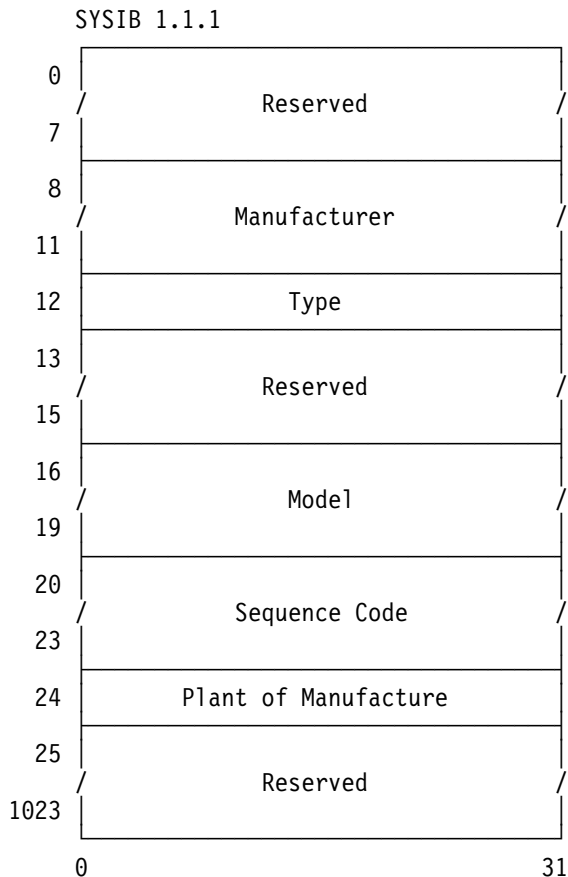 SYSIB 1.1.1
0
Reserved
7
8
Manufacturer
11
12 Type
13
Reserved
15
16
Model
19
20
Sequence Code
23
24 Plant of Manufacture
25
Reserved
1023
0 31